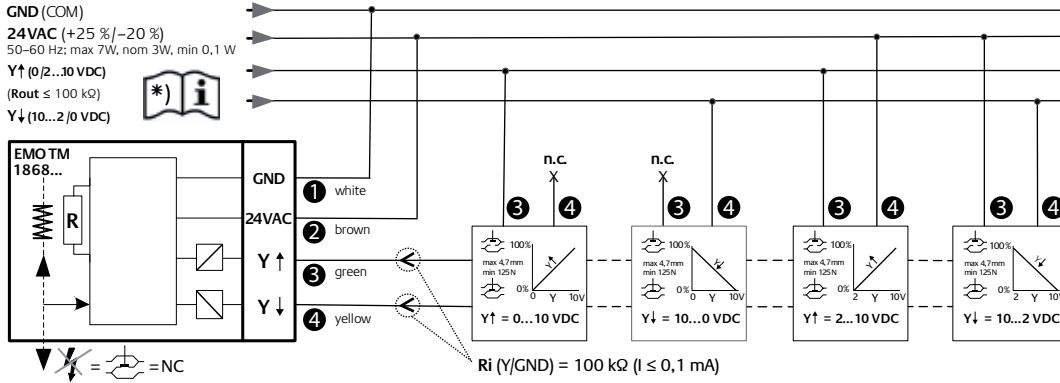 GND (COM)
24VAC (+25 %/–20 %)
50–60 Hz; max 7W, nom 3W, min 0,1 W
Y↑ (0/2...10 VDC)
(Rout ≤ 100 kΩ)
Y↓ (10...2/0 VDC)
*) i
EMO TM
1868...
R
GND
24VAC
Y ↑
Y ↓
1 white
2 brown
3 green
4 yellow
= = NC
n.c.
X
3 4
n.c.
X
3 4
3 4
3 4
100%
max 4,7mm
min 125N
0%
Y↑
0 Y 10V
Y↑ = 0...10 VDC
100%
max 4,7mm
min 125N
0%
Y↓
0 Y 10V
Y↓ = 10...0 VDC
100%
max 4,7mm
min 125N
0%
Y↑
2 Y 10V
Y↑ = 2...10 VDC
100%
max 4,7mm
min 125N
0%
Y↓
2 Y 10V
Y↓ = 10...2 VDC
Ri (Y/GND) = 100 kΩ (I ≤ 0,1 mA)